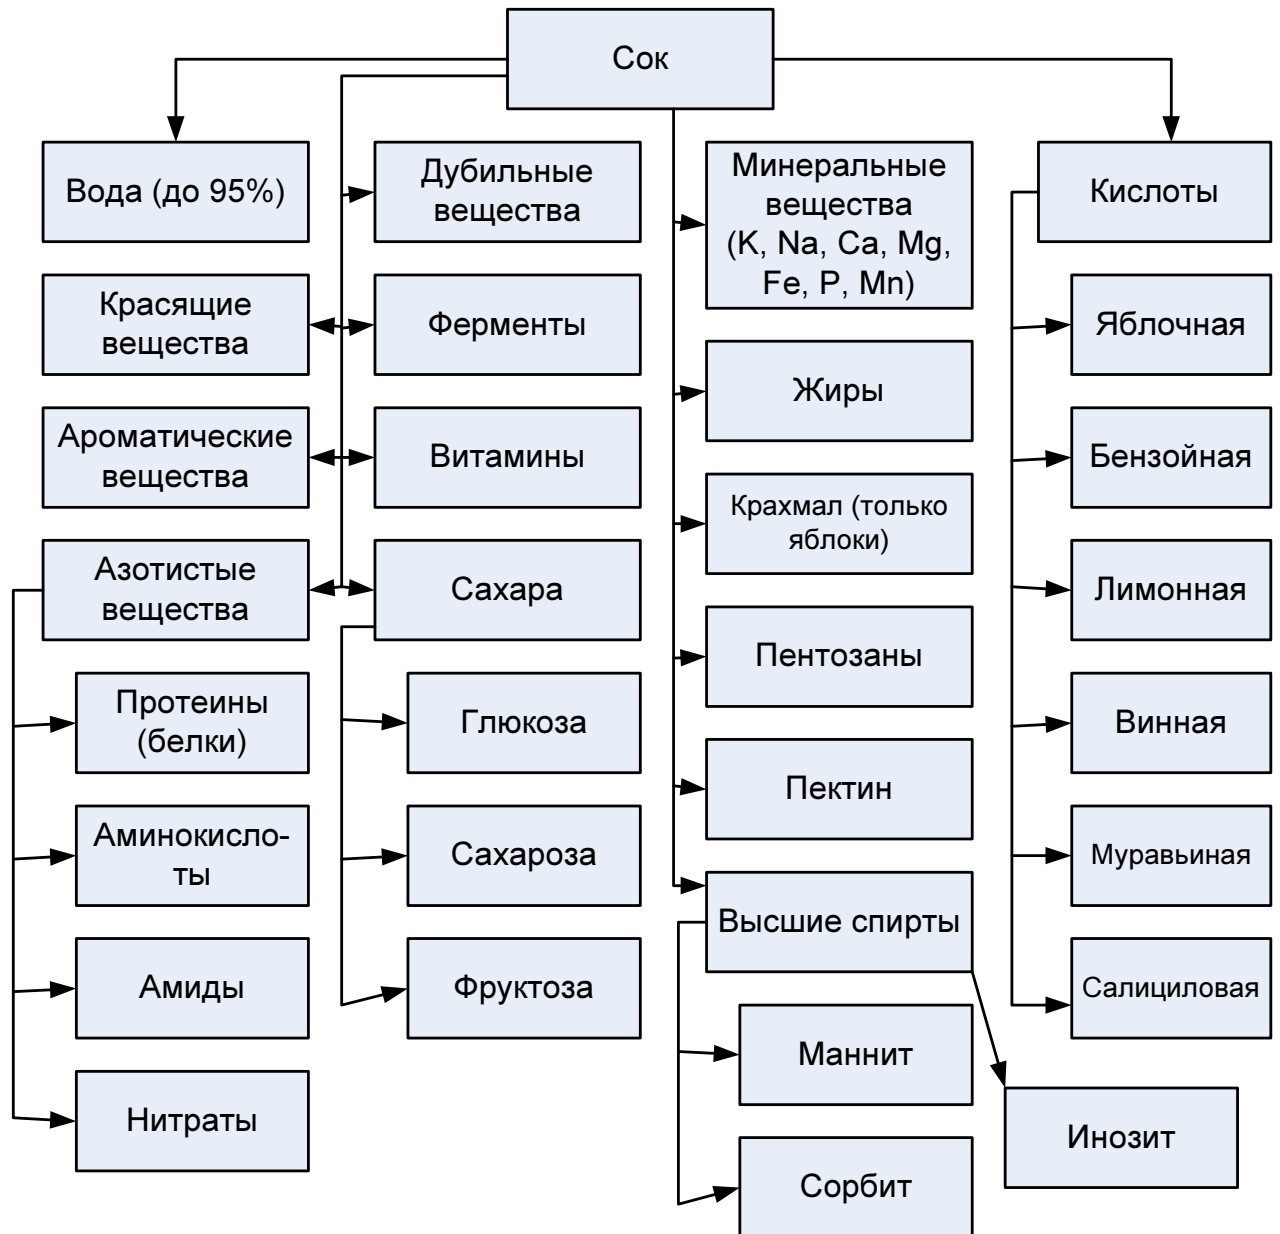 Сок
Вода (до 95%)
Дубильные
вещества
Минеральные
вещества
(K, Na, Ca, Mg,
Fe, P, Mn)
Кислоты
Красящие
вещества
Ферменты
Жиры
Яблочная
Ароматические
вещества
Витамины
Крахмал (только
яблоки)
Бензойная
Азотистые
вещества
Сахара
Пентозаны
Лимонная
Протеины
(белки)
Глюкоза
Пектин
Винная
Аминокисло-
ты
Сахароза
Высшие спирты
Муравьиная
Амиды
Фруктоза
Маннит
Салициловая
Нитраты
Сорбит
Инозит